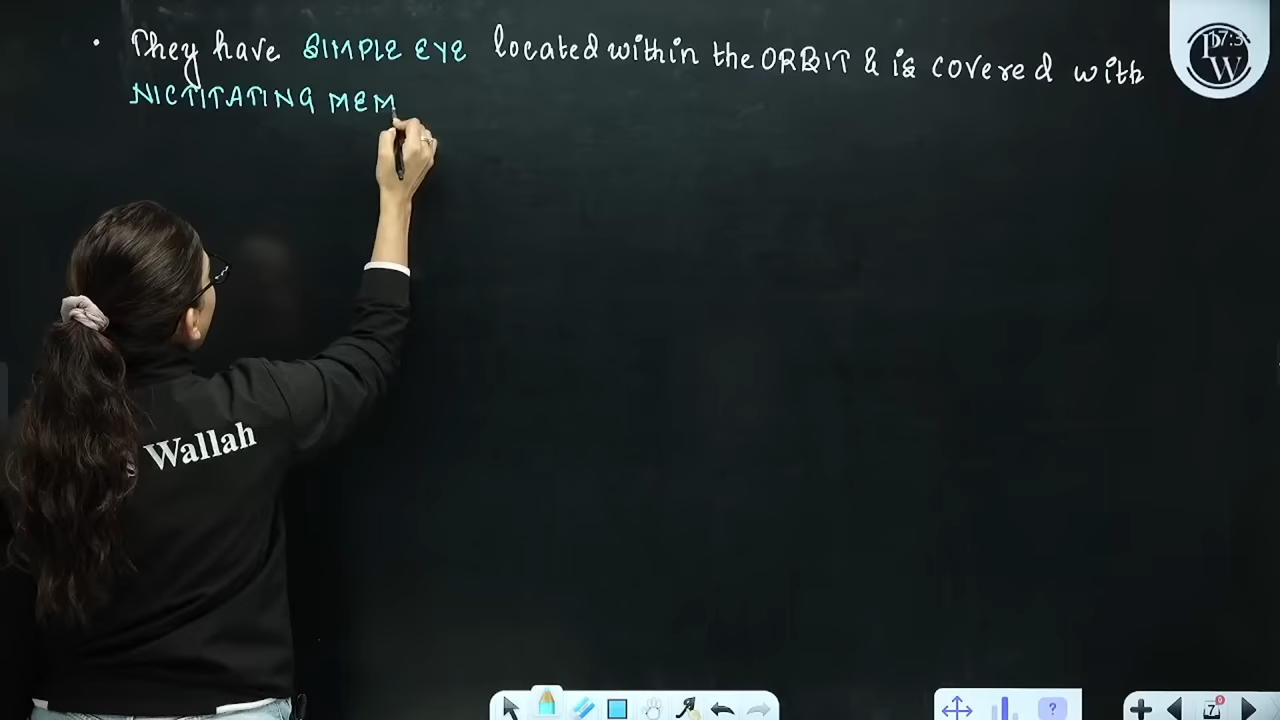 • They have SIMPLE EYE located within the ORBIT & is covered with
NICTITATING MEM
Wallah